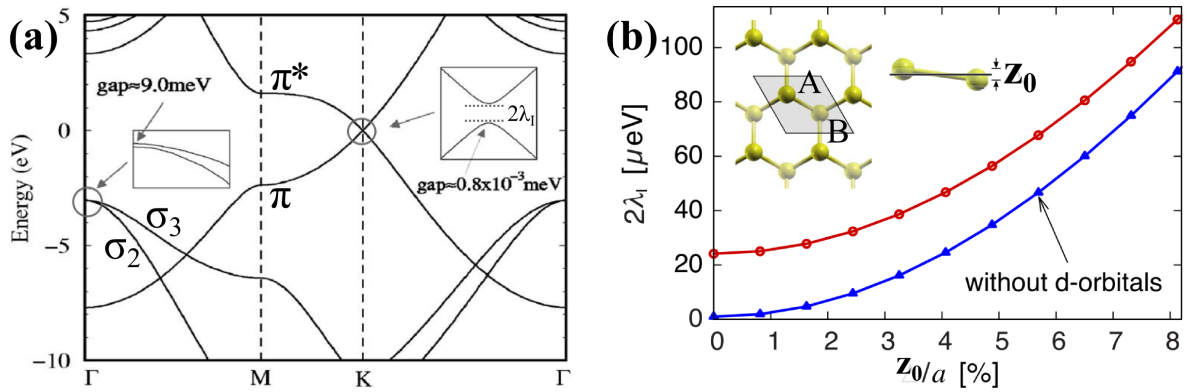 (a)
Energy (eV)
5
0
−5
−10
Γ
M
K
Γ
gap≈9.0meV
π*
π
σ3
σ2
2λI
gap≈0.8x10⁻³meV
(b)
2λI [μeV]
100
80
60
40
20
0
A
B
z0
without d-orbitals
0 1 2 3 4 5 6 7 8
z0/a [%]